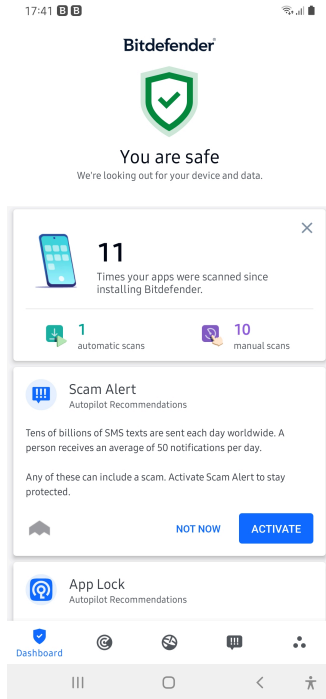 17:41 B B
Bitdefender
You are safe
We're looking out for your device and data.
11
Times your apps were scanned since
installing Bitdefender.
1
automatic scans
10
manual scans
Scam Alert
Autopilot Recommendations
Tens of billions of SMS texts are sent each day worldwide. A
person receives an average of 50 notifications per day.
Any of these can include a scam. Activate Scam Alert to stay
protected.
NOT NOW
ACTIVATE
App Lock
Autopilot Recommendations
Dashboard